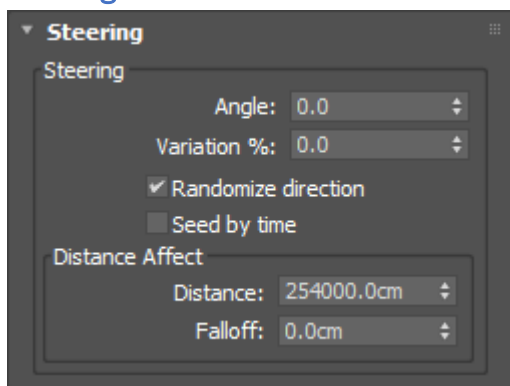 Steering
Steering
Angle: 0.0
Variation %: 0.0
Randomize direction
Seed by time
Distance Affect
Distance: 254000.0cm
Falloff: 0.0cm